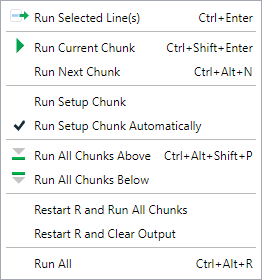 Run Selected Line(s) Ctrl+Enter
Run Current Chunk Ctrl+Shift+Enter
Run Next Chunk Ctrl+Alt+N
Run Setup Chunk
Run Setup Chunk Automatically
Run All Chunks Above Ctrl+Alt+Shift+P
Run All Chunks Below
Restart R and Run All Chunks
Restart R and Clear Output
Run All Ctrl+Alt+R